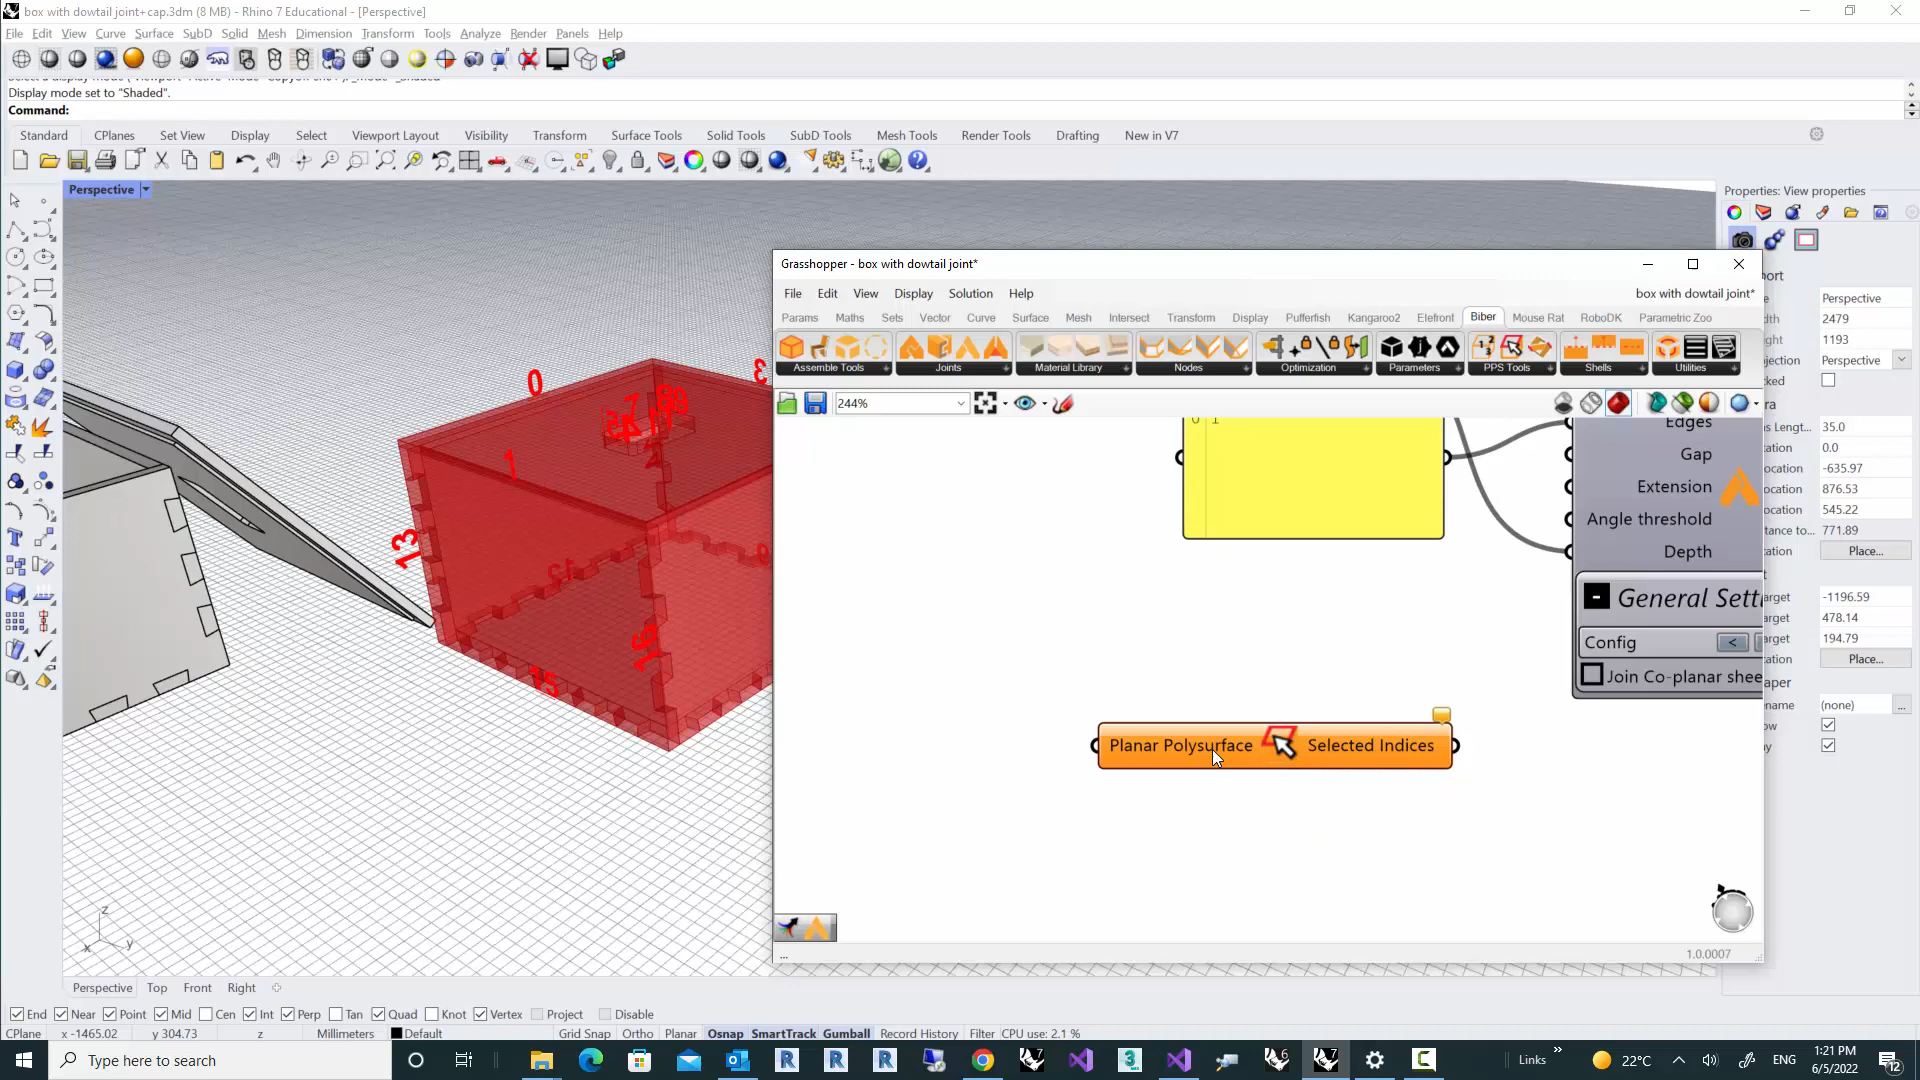 box with dowtail joint+cap.3dm (8 MB) - Rhino 7 Educational - [Perspective]
File Edit View Curve Surface SubD Solid Mesh Dimension Transform Tools Analyze Render Panels Help
Display mode set to "Shaded".
Command:
Standard CPlanes Set View Display Select Viewport Layout Visibility Transform Surface Tools Solid Tools SubD Tools Mesh Tools Render Tools Drafting New in V7
Perspective
Properties: View properties
0
3
1
13
15
16
12
Grasshopper - box with dowtail joint*
File Edit View Display Solution Help
box with dowtail joint*
Params Maths Sets Vector Curve Surface Mesh Intersect Transform Display Pufferfish Kangaroo2 Elefront Biber Mouse Rat RoboDK Parametric Zoo
Assemble Tools Joints Material Library Nodes Optimization Parameters PPS Tools Shells Utilities
244%
Edges
Gap
Extension
Angle threshold
Depth
- General Setti
Config <
Join Co-planar shee
Planar Polysurface Selected Indices
...
1.0.0007
Perspective
2479
1193
Perspective
35.0
0.0
-635.97
876.53
545.22
771.89
Place...
-1196.59
478.14
194.79
Place...
(none) ...
Perspective Top Front Right
End Near Point Mid Cen Int Perp Tan Quad Knot Vertex Project Disable
CPlane x -1465.02 y 304.73 z Millimeters Default Grid Snap Ortho Planar Osnap SmartTrack Gumball Record History Filter CPU use: 2.1 %
Type here to search
Links
22°C
ENG
1:21 PM
6/5/2022
12